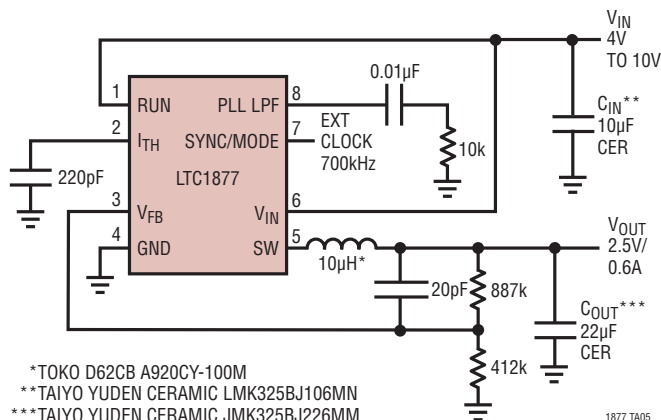 V_IN
4V
TO 10V
0.01µF
1
RUN
PLL LPF
8
EXT
CLOCK
700kHz
C_IN**
10µF
CER
2
I_TH
SYNC/MODE
7
10k
220pF
LTC1877
3
V_FB
V_IN
6
4
GND
SW
5
10µH*
V_OUT
2.5V/
0.6A
20pF
887k
C_OUT***
22µF
CER
412k
*TOKO D62CB A920CY-100M
**TAIYO YUDEN CERAMIC LMK325BJ106MN
***TAIYO YUDEN CERAMIC JMK325BJ226MM
1877 TA05